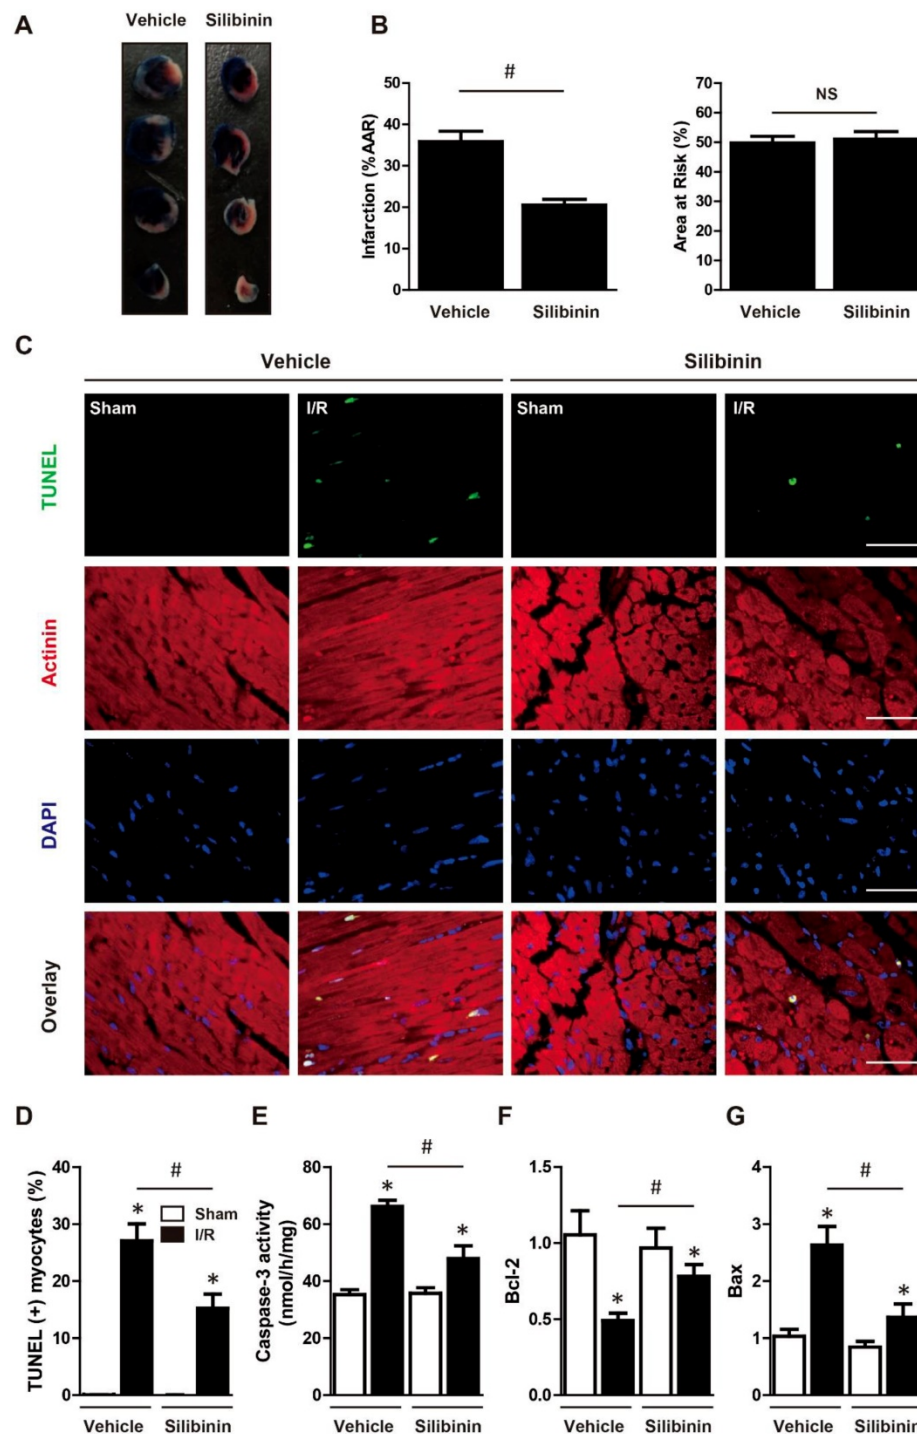 A
Vehicle Silibinin
B
Infarction (%AAR)
50
40
30
20
10
0
#
Vehicle Silibinin
Area at Risk (%)
70
60
50
40
30
20
10
0
NS
Vehicle Silibinin
C
Vehicle Silibinin
Sham I/R Sham I/R
TUNEL
Actinin
DAPI
Overlay
D
TUNEL (+) myocytes (%)
40
30
20
10
0
#
* *
Sham
I/R
Vehicle Silibinin
E
Caspase-3 activity
(nmol/h/mg)
80
60
40
20
0
#
* *
Vehicle Silibinin
F
Bcl-2
1.5
1.0
0.5
0.0
#
* *
Vehicle Silibinin
G
Bax
4
3
2
1
0
#
* *
Vehicle Silibinin